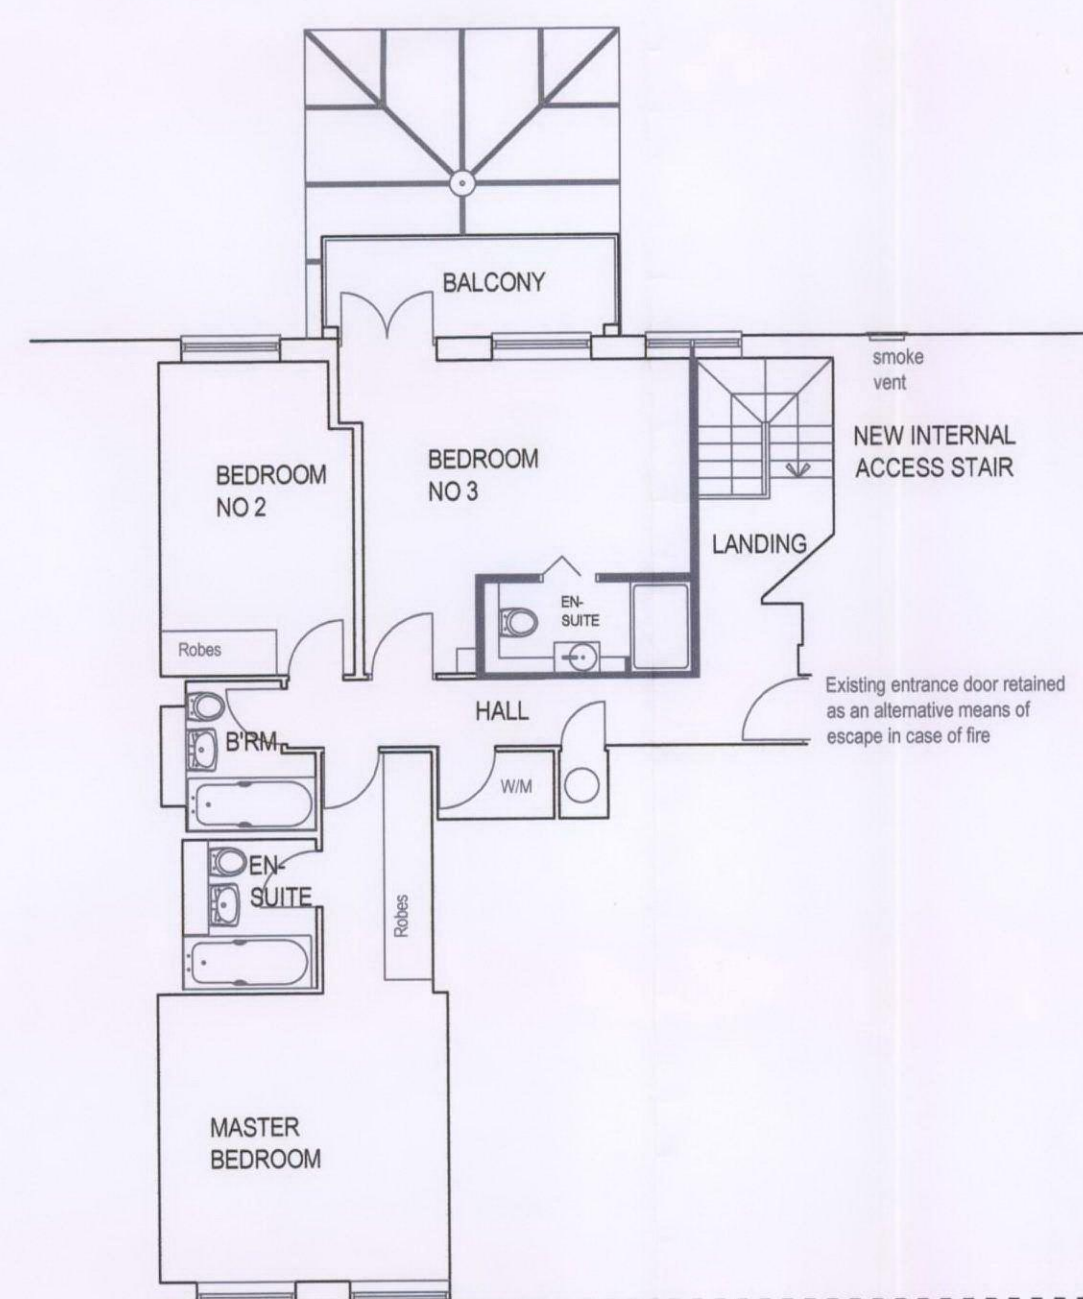 BALCONY
smoke
vent
NEW INTERNAL
ACCESS STAIR
BEDROOM
NO 2
BEDROOM
NO 3
LANDING
EN-
SUITE
Robes
Existing entrance door retained
as an alternative means of
escape in case of fire
HALL
B'RM
W/M
EN-
SUITE
Robes
MASTER
BEDROOM